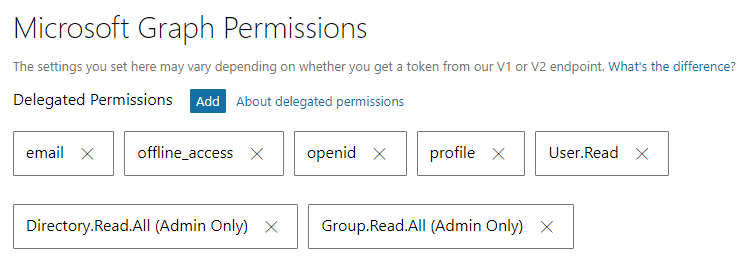 Microsoft Graph Permissions
The settings you set here may vary depending on whether you get a token from our V1 or V2 endpoint. What's the difference?
Delegated Permissions Add About delegated permissions
email offline_access openid profile User.Read
Directory.Read.All (Admin Only) Group.Read.All (Admin Only)